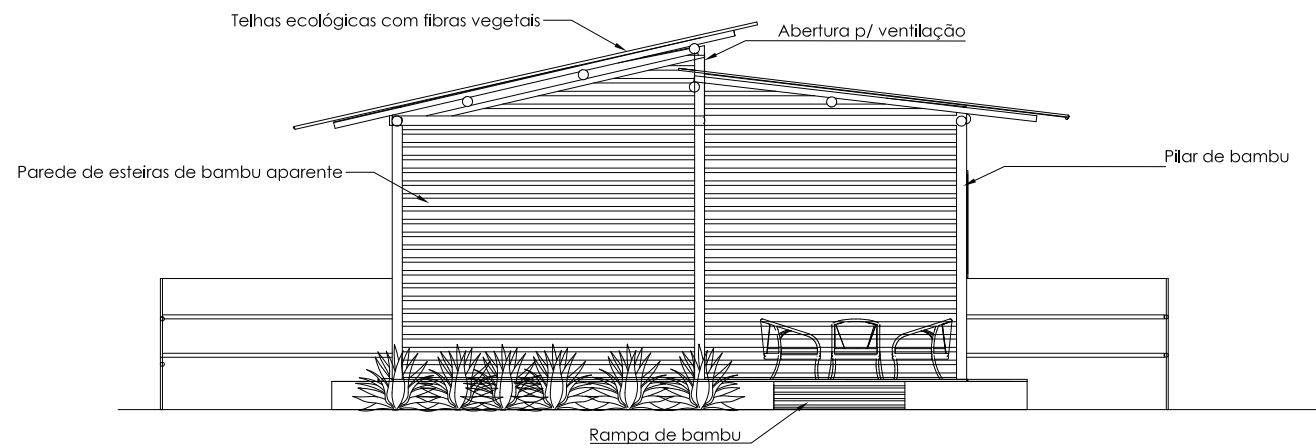 Telhas ecológicas com fibras vegetais
Abertura p/ ventilação
Pilar de bambu
Parede de esteiras de bambu aparente
Rampa de bambu